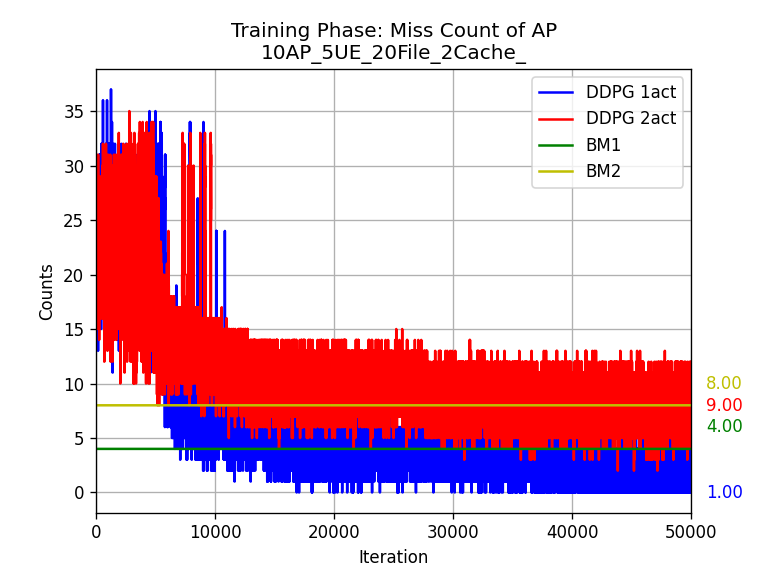 Training Phase: Miss Count of AP
10AP_5UE_20File_2Cache_
DDPG 1act
DDPG 2act
BM1
BM2
Counts
35
30
25
20
15
10
5
0
8.00
9.00
4.00
1.00
0
10000
20000
30000
40000
50000
Iteration